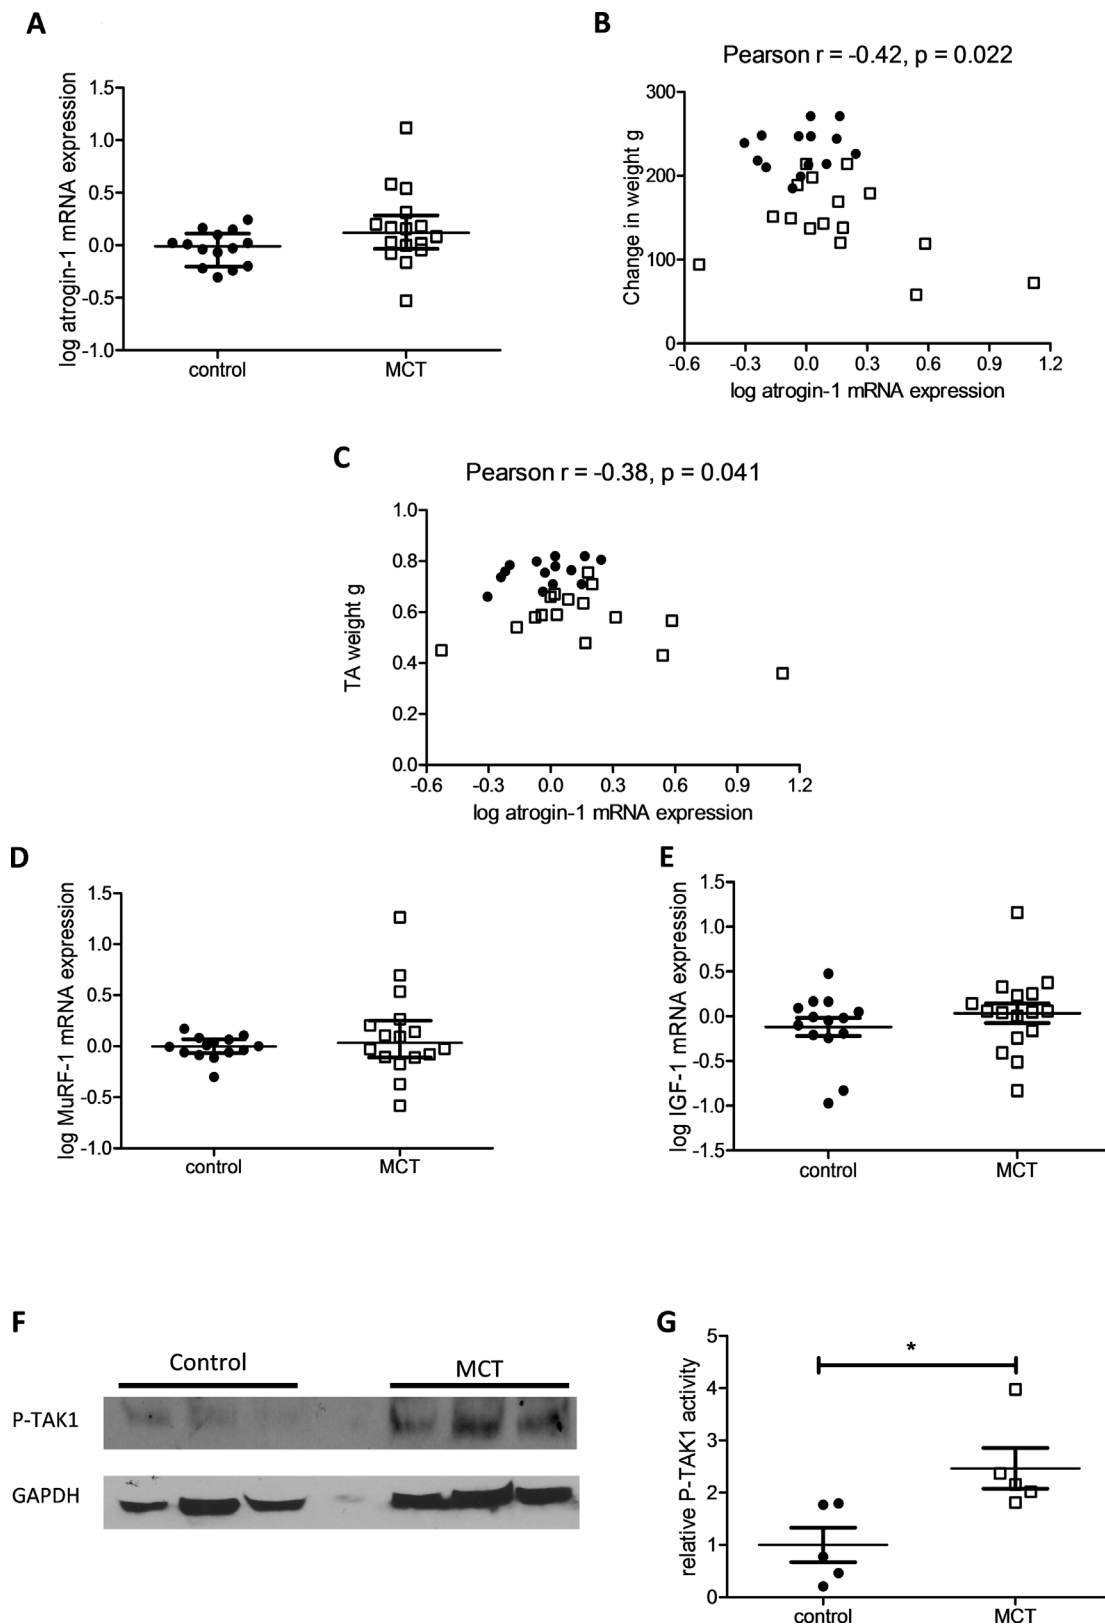 A
log atrogin-1 mRNA expression
1.5
1.0
0.5
0.0
-0.5
-1.0
control MCT
B
Pearson r = -0.42, p = 0.022
Change in weight g
300
200
100
0
-0.6 -0.3 0.0 0.3 0.6 0.9 1.2
log atrogin-1 mRNA expression
C
Pearson r = -0.38, p = 0.041
TA weight g
1.0
0.8
0.6
0.4
0.2
0.0
-0.6 -0.3 0.0 0.3 0.6 0.9 1.2
log atrogin-1 mRNA expression
D
log MuRF-1 mRNA expression
1.5
1.0
0.5
0.0
-0.5
-1.0
control MCT
E
log IGF-1 mRNA expression
1.5
1.0
0.5
0.0
-0.5
-1.0
-1.5
control MCT
F
Control MCT
P-TAK1
GAPDH
G
relative P-TAK1 activity
5
4
3
2
1
0
*
control MCT